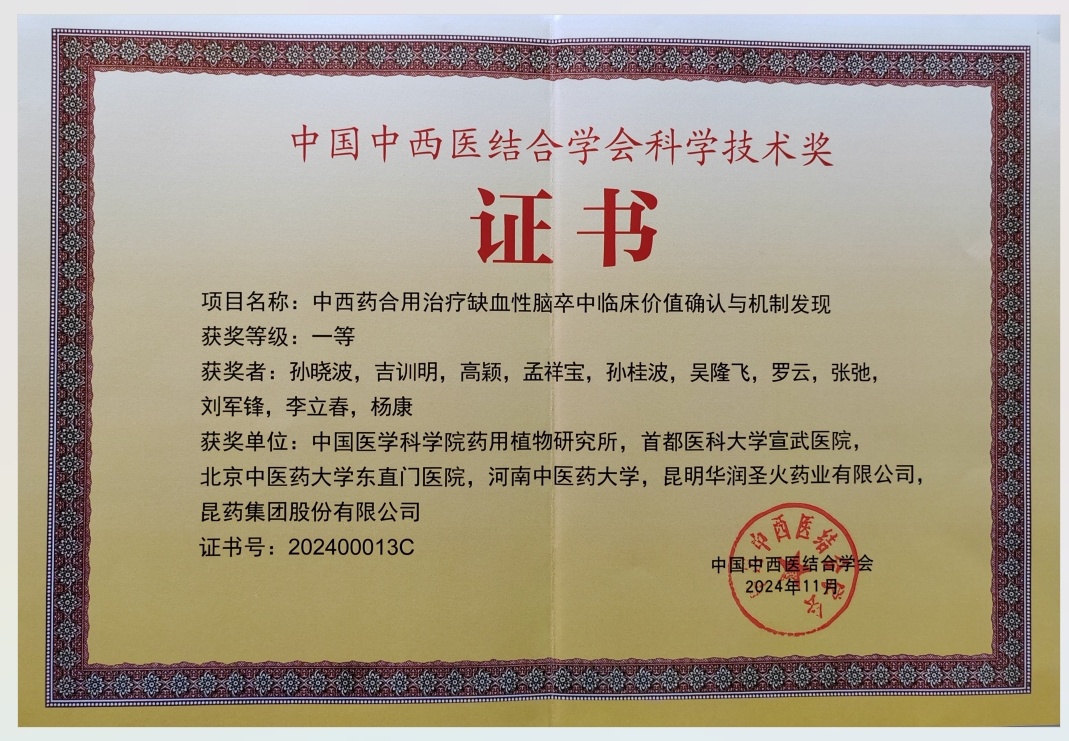 中国中西医结合学会科学技术奖
证书
项目名称：中西药合用治疗缺血性脑卒中临床价值确认与机制发现
获奖等级：一等
获奖者：孙晓波，吉训明，高颖，孟祥宝，孙桂波，吴隆飞，罗云，张弛，
刘军锋，李立春，杨康
获奖单位：中国医学科学院药用植物研究所，首都医科大学宣武医院，
北京中医药大学东直门医院，河南中医药大学，昆明华润圣火药业有限公司，
昆药集团股份有限公司
证书号：202400013C
中国中西医结合学会
2024年11月